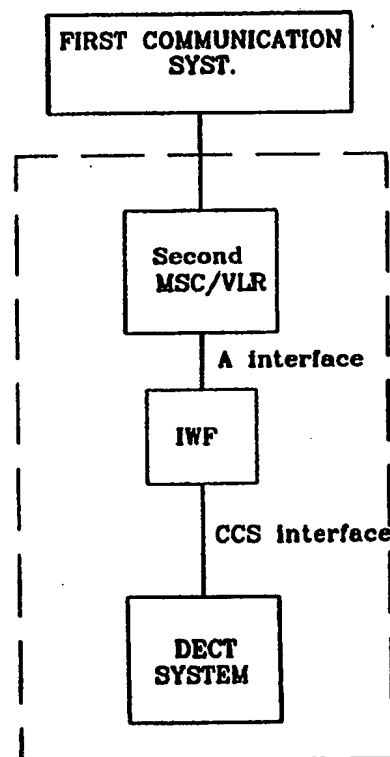 FIRST COMMUNICATION
SYST.
Second
MSC/VLR
A interface
IWF
CCS interface
DECT
SYSTEM